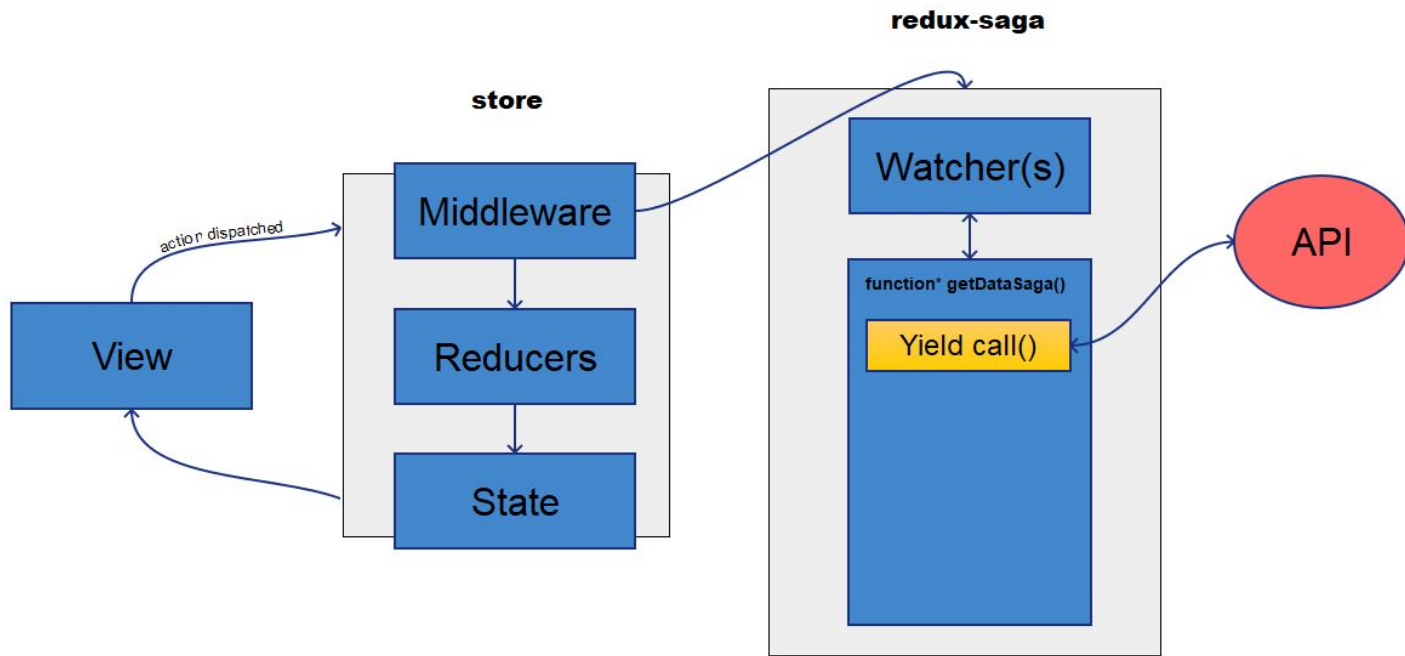 redux-saga
store
Watcher(s)
Middleware
action dispatched
API
function* getDataSaga()
View
Reducers
Yield call()
State